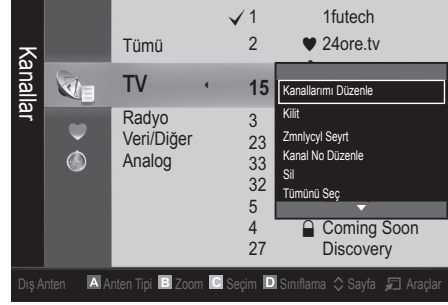 Kanallar
✓ 1 1futech
Tümü 2 ♥ 24ore.tv
TV 15
Radyo 3
Veri/Diğer 23
Analog 33
32
5
4 Coming Soon
27 Discovery
Kanallarımı Düzenle
Kilit
Zmnlycyl Seyrt
Kanal No Düzenle
Sil
Tümünü Seç
Dış Anten A Anten Tipi B Zoom C Seçim D Sınıflama Sayfa Araçlar